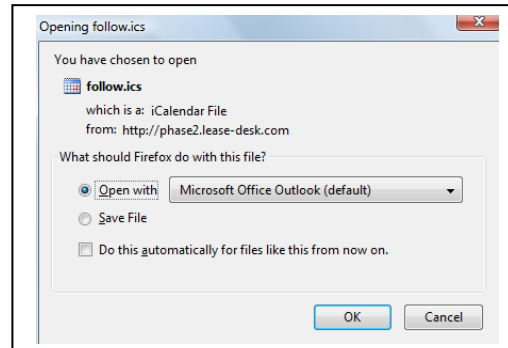 Opening follow.ics
You have chosen to open
follow.ics
which is a: iCalendar File
from: http://phase2.lease-desk.com
What should Firefox do with this file?
Open with Microsoft Office Outlook (default)
Save File
Do this automatically for files like this from now on.
OK Cancel